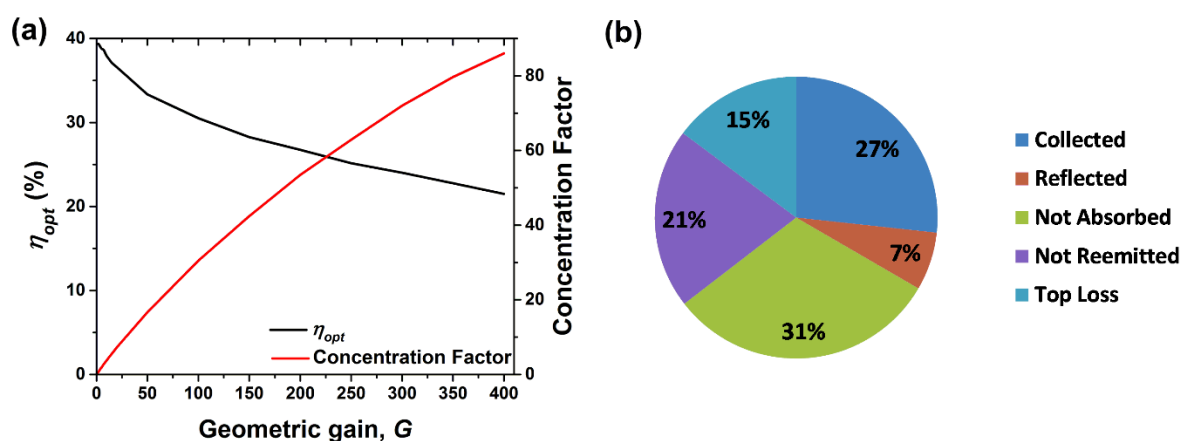 (a)
40
30
20
10
0
η_opt (%)
80
60
40
20
0
Concentration Factor
η_opt
Concentration Factor
0 50 100 150 200 250 300 350 400
Geometric gain, G
(b)
15%
27%
21%
7%
31%
Collected
Reflected
Not Absorbed
Not Reemitted
Top Loss